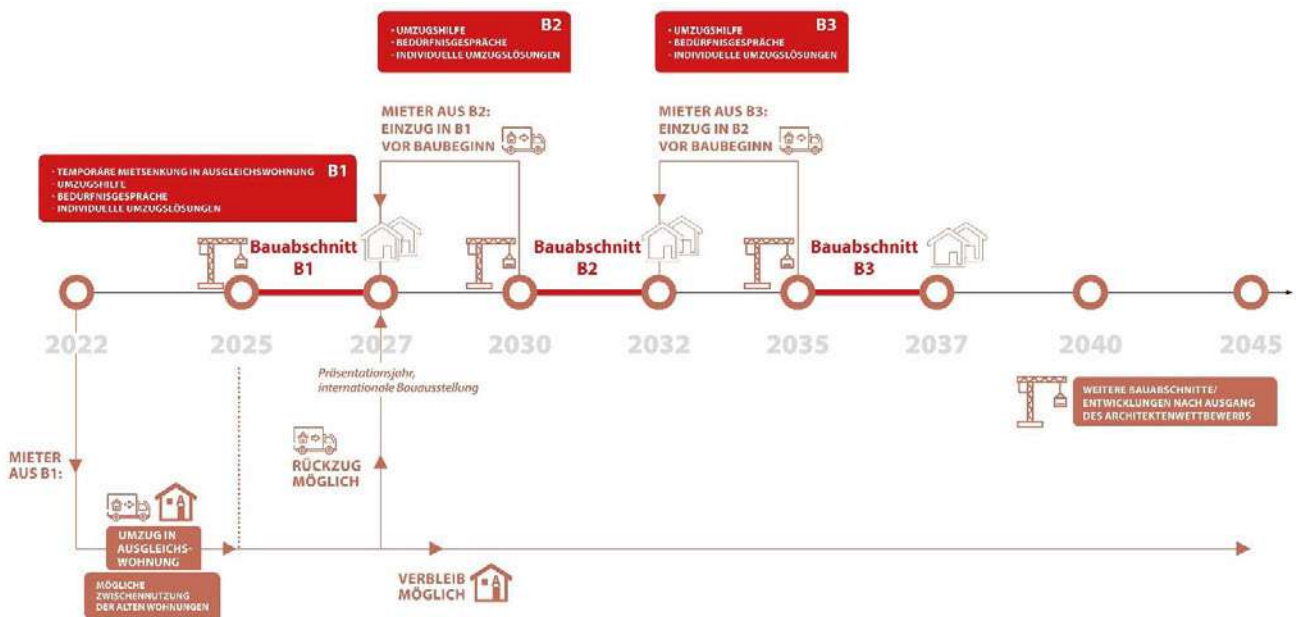 B2
· UMZUGSHILFE
· BEDÜRFNISGESPRÄCHE
· INDIVIDUELLE UMZUGSLÖSUNGEN
B3
· UMZUGSHILFE
· BEDÜRFNISGESPRÄCHE
· INDIVIDUELLE UMZUGSLÖSUNGEN
MIETER AUS B2:
EINZUG IN B1
VOR BAUBEGINN
MIETER AUS B3:
EINZUG IN B2
VOR BAUBEGINN
B1
· TEMPORÄRE MIETSENKUNG IN AUSGLEICHSWOHNUNG
· UMZUGSHILFE
· BEDÜRFNISGESPRÄCHE
· INDIVIDUELLE UMZUGSLÖSUNGEN
Bauabschnitt
B1
Bauabschnitt
B2
Bauabschnitt
B3
2022
2025
2027
2030
2032
2035
2037
2040
2045
Präsentationsjahr,
internationale Bauausstellung
WEITERE BAUABSCHNITTE/
ENTWICKLUNGEN NACH AUSGANG
DES ARCHITEKTENWETTBEWERBS
MIETER
AUS B1:
RÜCKZUG
MÖGLICH
UMZUG IN
AUSGLEICHS-
WOHNUNG
MÖGLICHE
ZWISCHENNUTZUNG
DER ALTEN WOHNUNGEN
VERBLEIB
MÖGLICH